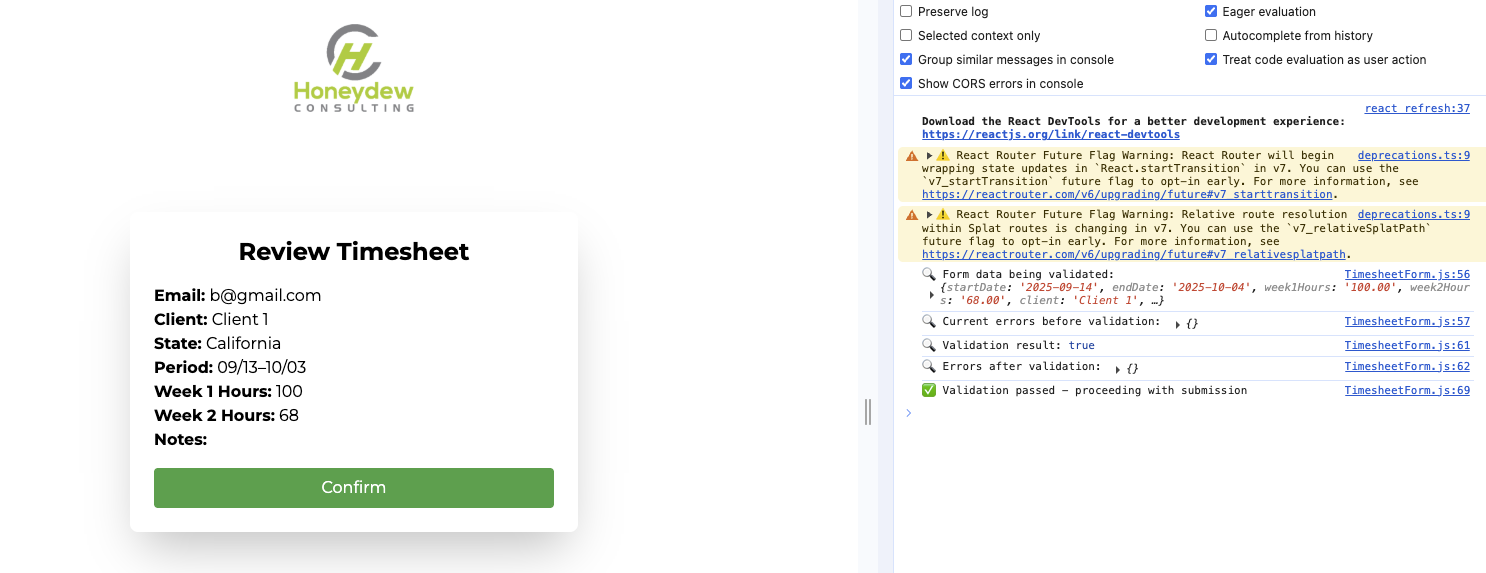 Honeydew
CONSULTING
Review Timesheet
Email: b@gmail.com
Client: Client 1
State: California
Period: 09/13–10/03
Week 1 Hours: 100
Week 2 Hours: 68
Notes:
Confirm
Preserve log
Eager evaluation
Selected context only
Autocomplete from history
Group similar messages in console
Treat code evaluation as user action
Show CORS errors in console
react refresh:37
Download the React DevTools for a better development experience:
https://reactjs.org/link/react-devtools
React Router Future Flag Warning: React Router will begin deprecations.ts:9
wrapping state updates in `React.startTransition` in v7. You can use the
`v7_startTransition` future flag to opt-in early. For more information, see
https://reactrouter.com/v6/upgrading/future#v7_starttransition.
React Router Future Flag Warning: Relative route resolution deprecations.ts:9
within Splat routes is changing in v7. You can use the `v7_relativeSplatPath`
future flag to opt-in early. For more information, see
https://reactrouter.com/v6/upgrading/future#v7_relativesplatpath.
Form data being validated: TimesheetForm.js:56
{startDate: '2025-09-14', endDate: '2025-10-04', week1Hours: '100.00', week2Hour
s: '68.00', client: 'Client 1', …}
Current errors before validation: {} TimesheetForm.js:57
Validation result: true TimesheetForm.js:61
Errors after validation: {} TimesheetForm.js:62
Validation passed – proceeding with submission TimesheetForm.js:69